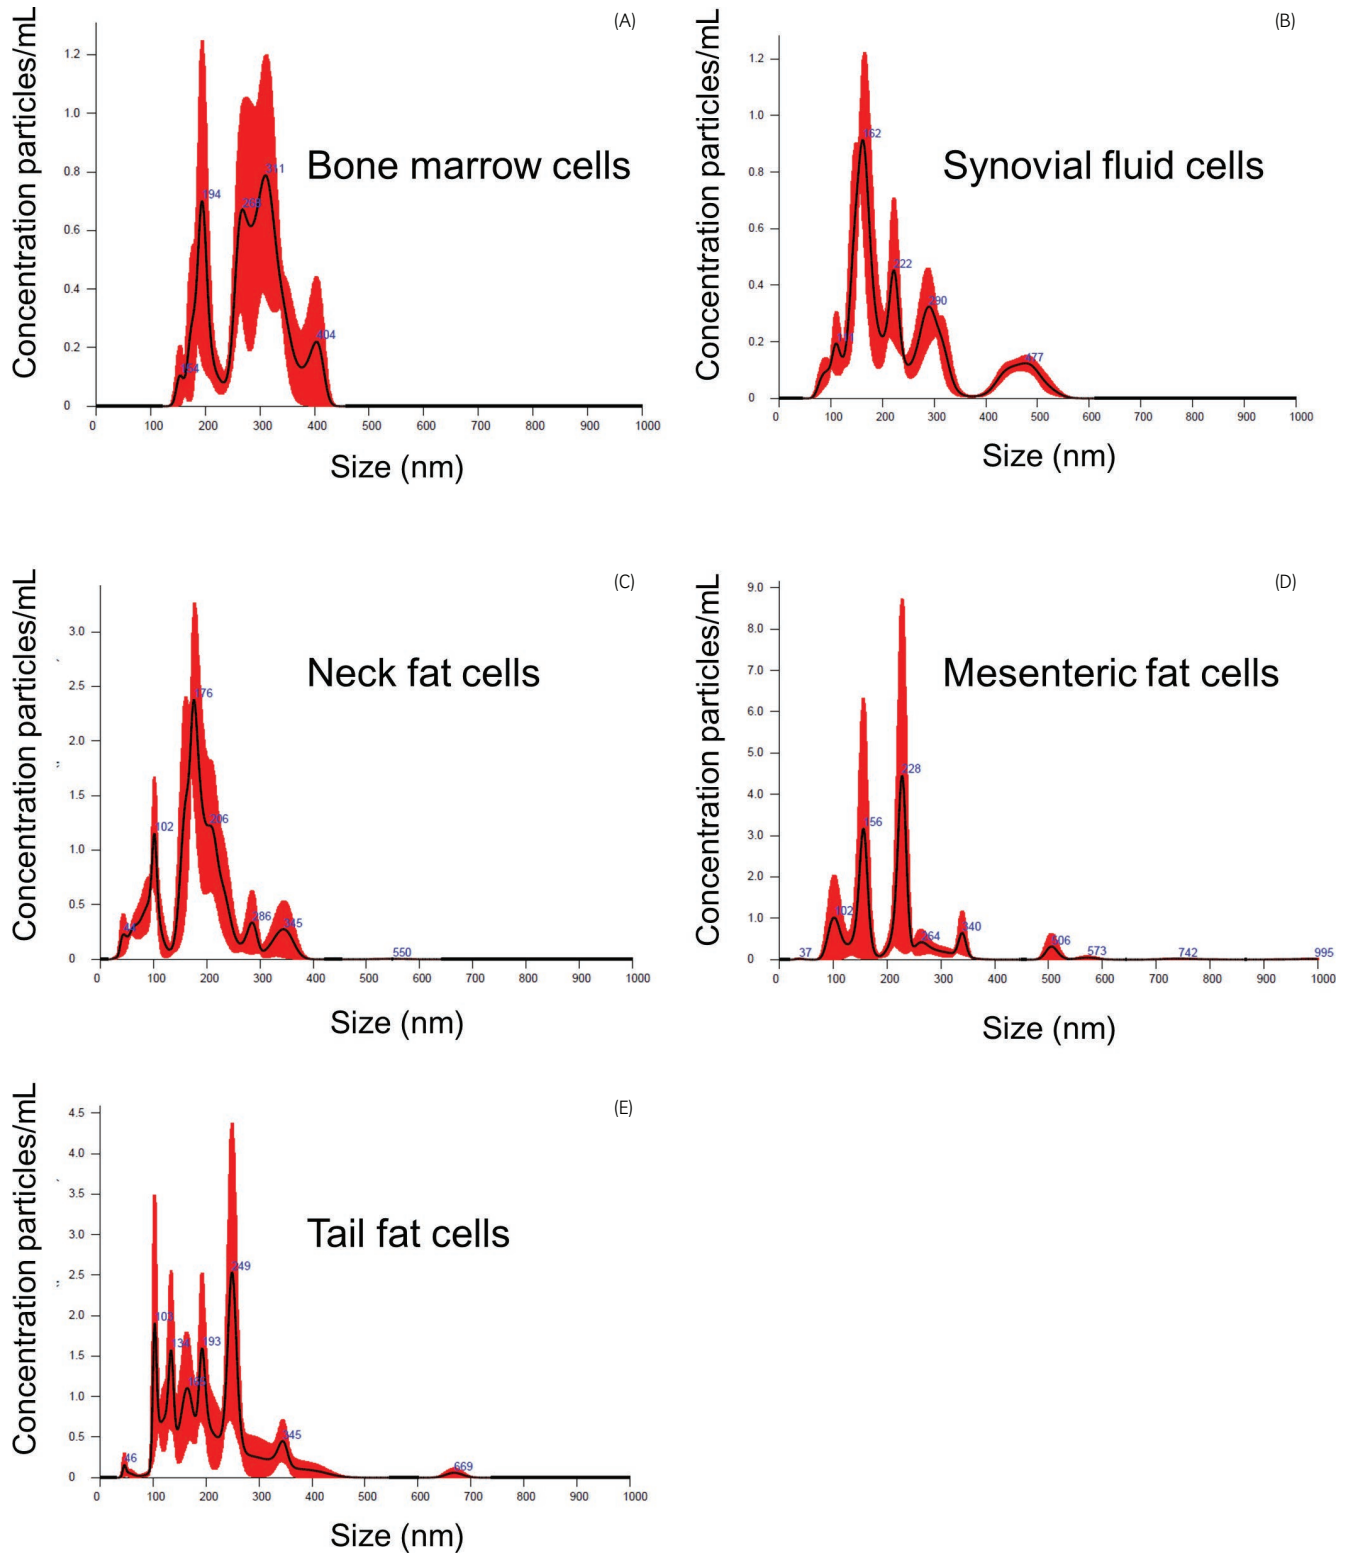 (A)
Concentration particles/mL
1.2
1.0
0.8
0.6
0.4
0.2
0
Bone marrow cells
194
311
404
0 100 200 300 400 500 600 700 800 900 1000
Size (nm)
(B)
Concentration particles/mL
1.2
1.0
0.8
0.6
0.4
0.2
0
Synovial fluid cells
162
222
290
477
0 100 200 300 400 500 600 700 800 900 1000
Size (nm)
(C)
Concentration particles/mL
3.0
2.5
2.0
1.5
1.0
0.5
0
Neck fat cells
102
176
206
286
345
550
0 100 200 300 400 500 600 700 800 900 1000
Size (nm)
(D)
Concentration particles/mL
9.0
8.0
7.0
6.0
5.0
4.0
3.0
2.0
1.0
0
Mesenteric fat cells
37
102
156
228
264
340
506
573
742
995
0 100 200 300 400 500 600 700 800 900 1000
Size (nm)
(E)
Concentration particles/mL
4.5
4.0
3.5
3.0
2.5
2.0
1.5
1.0
0.5
0
Tail fat cells
46
103
134
193
249
345
669
0 100 200 300 400 500 600 700 800 900 1000
Size (nm)